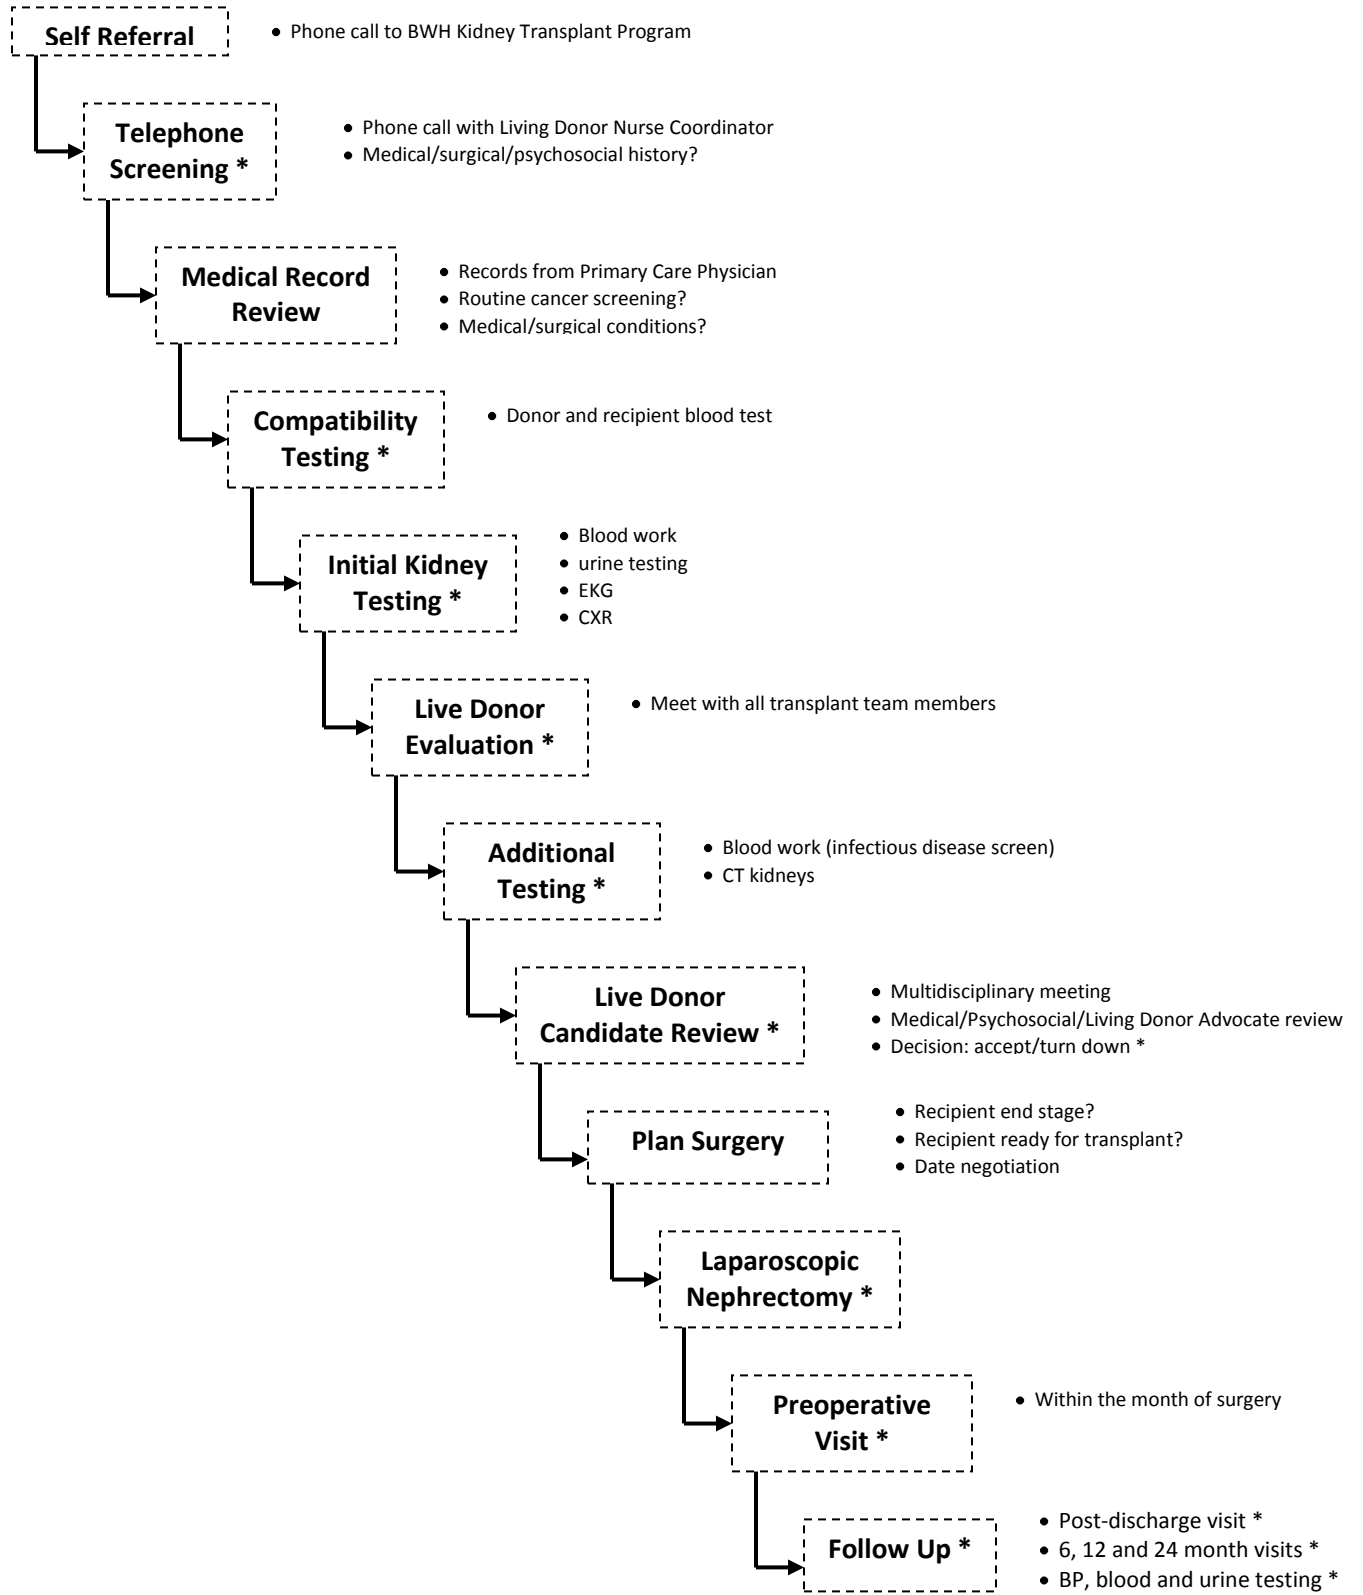 Self Referral
• Phone call to BWH Kidney Transplant Program
Telephone
Screening *
• Phone call with Living Donor Nurse Coordinator
• Medical/surgical/psychosocial history?
Medical Record
Review
• Records from Primary Care Physician
• Routine cancer screening?
• Medical/surgical conditions?
Compatibility
Testing *
• Donor and recipient blood test
Initial Kidney
Testing *
• Blood work
• urine testing
• EKG
• CXR
Live Donor
Evaluation *
• Meet with all transplant team members
Additional
Testing *
• Blood work (infectious disease screen)
• CT kidneys
Live Donor
Candidate Review *
• Multidisciplinary meeting
• Medical/Psychosocial/Living Donor Advocate review
• Decision: accept/turn down *
Plan Surgery
• Recipient end stage?
• Recipient ready for transplant?
• Date negotiation
Laparoscopic
Nephrectomy *
Preoperative
Visit *
• Within the month of surgery
Follow Up *
• Post-discharge visit *
• 6, 12 and 24 month visits *
• BP, blood and urine testing *